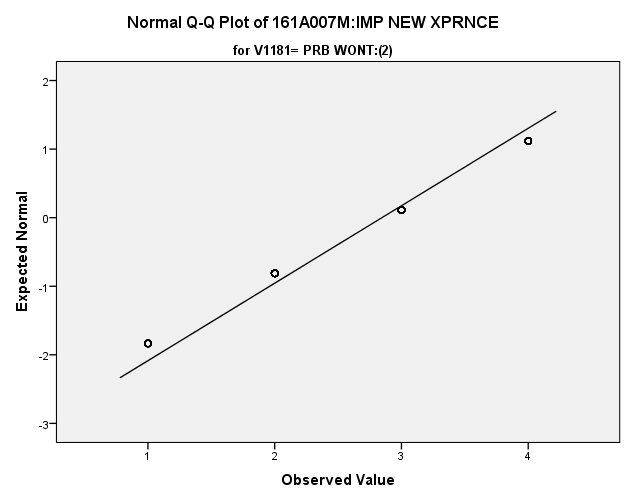 Normal Q-Q Plot of 161A007M:IMP NEW XPRNCE
for V1181= PRB WONT:(2)
Expected Normal
2
1
0
-1
-2
-3
1 2 3 4
Observed Value